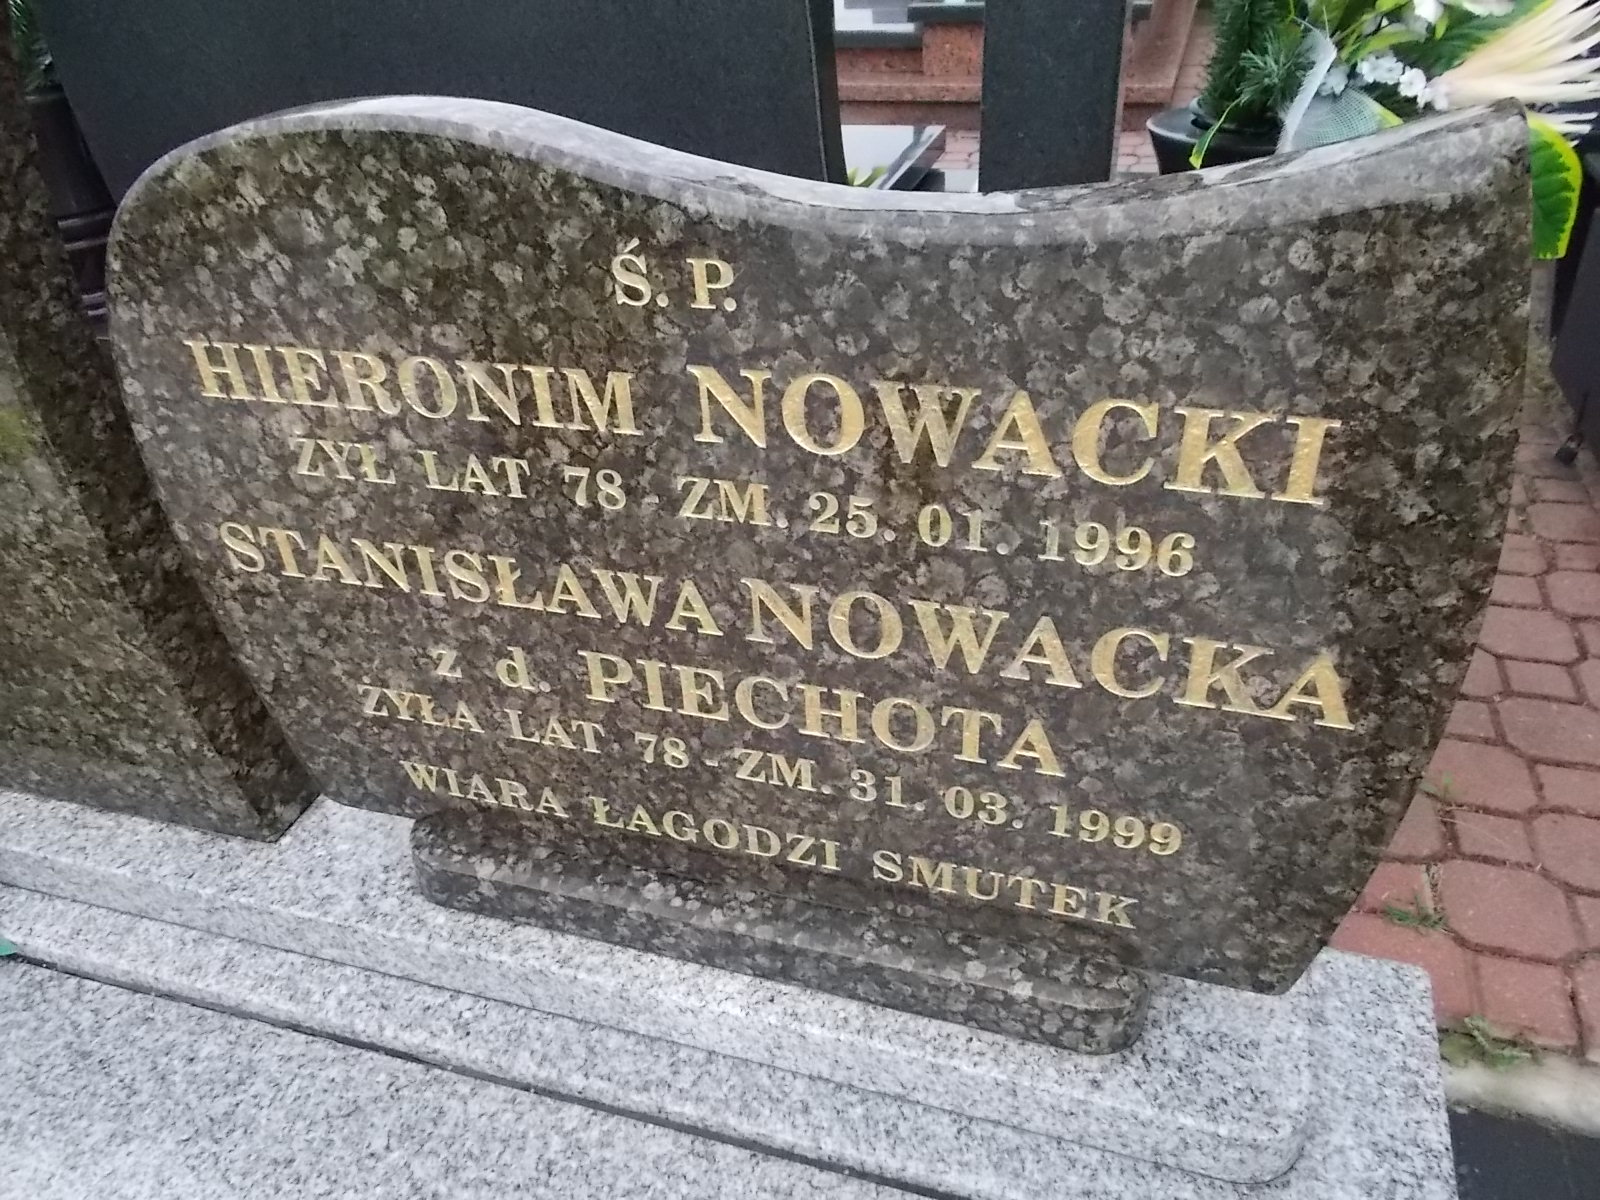 Ś. P.
HIERONIM NOWACKI
ŻYŁ LAT 78 - ZM. 25. 01. 1996
STANISŁAWA NOWACKA
z d. PIECHOTA
ŻYŁA LAT 78 - ZM. 31. 03. 1999
WIARA ŁAGODZI SMUTEK